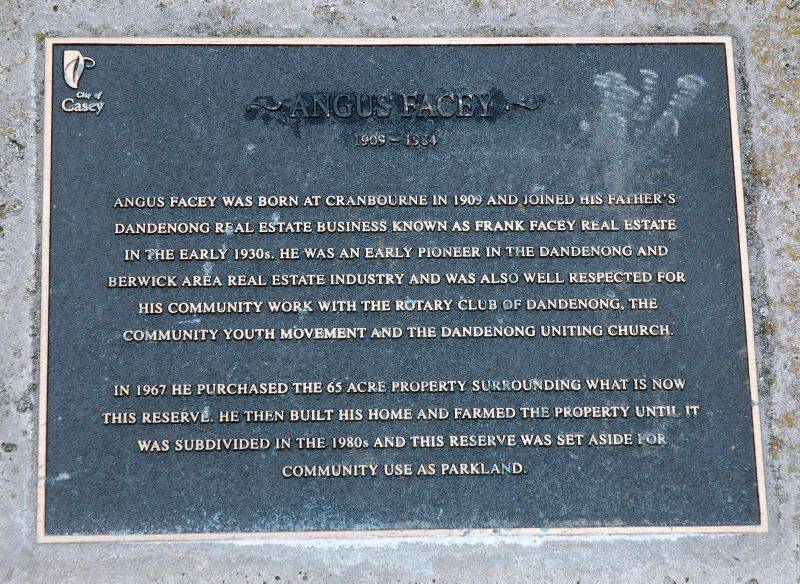 City of
Casey
ANGUS FACEY
1909 – 1984
ANGUS FACEY WAS BORN AT CRANBOURNE IN 1909 AND JOINED HIS FATHER'S
DANDENONG REAL ESTATE BUSINESS KNOWN AS FRANK FACEY REAL ESTATE
IN THE EARLY 1930s. HE WAS AN EARLY PIONEER IN THE DANDENONG AND
BERWICK AREA REAL ESTATE INDUSTRY AND WAS ALSO WELL RESPECTED FOR
HIS COMMUNITY WORK WITH THE ROTARY CLUB OF DANDENONG, THE
COMMUNITY YOUTH MOVEMENT AND THE DANDENONG UNITING CHURCH.
IN 1967 HE PURCHASED THE 65 ACRE PROPERTY SURROUNDING WHAT IS NOW
THIS RESERVE. HE THEN BUILT HIS HOME AND FARMED THE PROPERTY UNTIL IT
WAS SUBDIVIDED IN THE 1980s AND THIS RESERVE WAS SET ASIDE FOR
COMMUNITY USE AS PARKLAND.